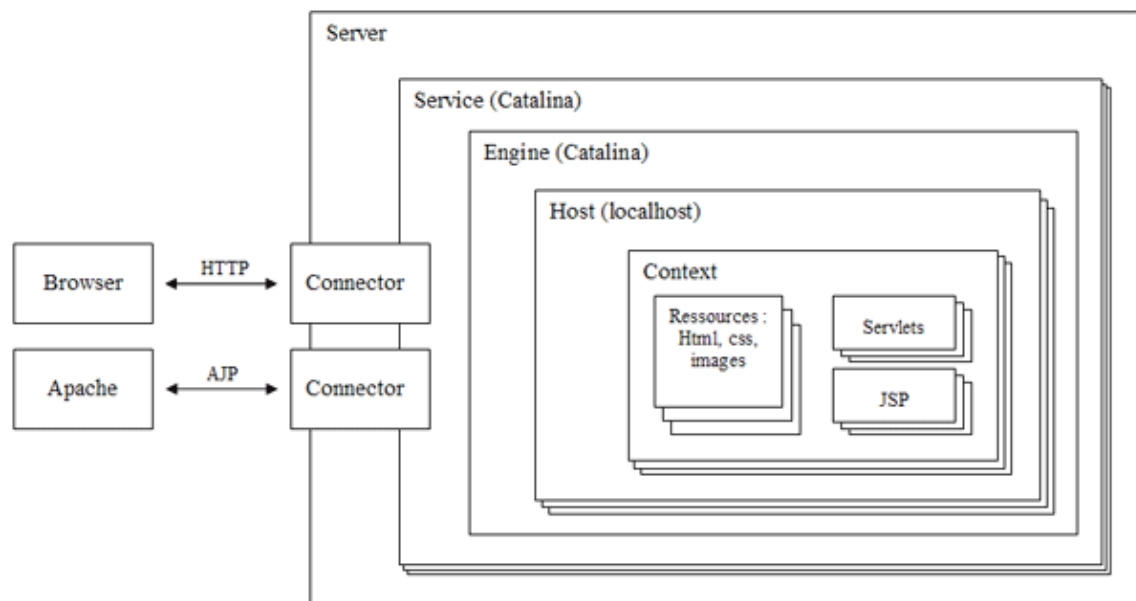 Server
Service (Catalina)
Engine (Catalina)
Host (localhost)
Context
Ressources :
Html, css,
images
Servlets
JSP
Browser
HTTP
Connector
Apache
AJP
Connector